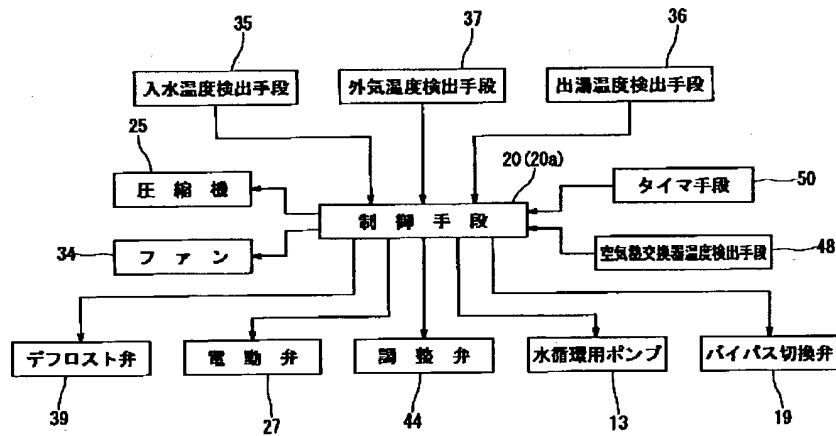 35
37
36
入水温度検出手段
外気温度検出手段
出湯温度検出手段
25
20(20a)
圧縮機
タイマ手段
50
制御手段
34
ファン
空気熱交換器温度検出手段
48
デフロスト弁
電動弁
調整弁
水循環用ポンプ
バイパス切換弁
39
27
44
13
19